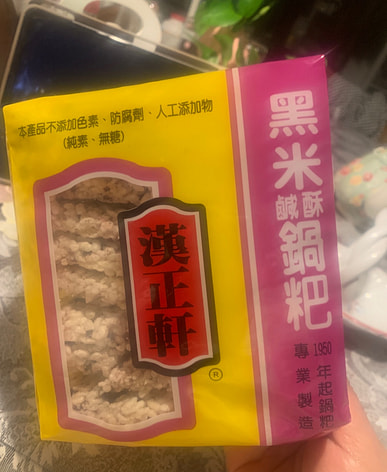 本產品不添加色素、防腐劑、人工添加物
(純素、無糖)
漢正軒
®
黑米鹹酥鍋粑
1950年起鍋粑
專業製造